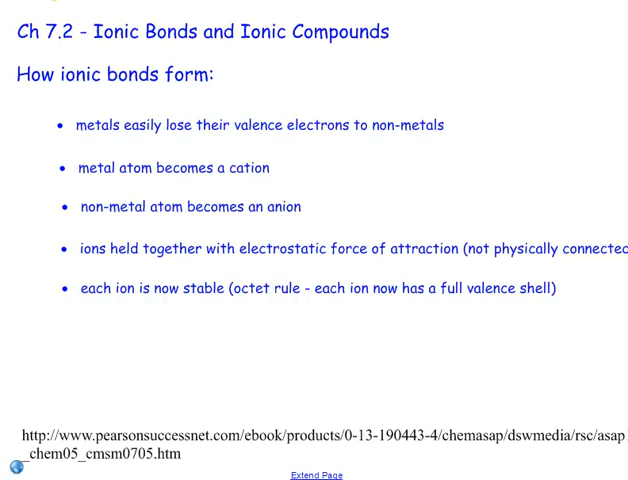 Ch 7.2 - Ionic Bonds and Ionic Compounds
How ionic bonds form:
• metals easily lose their valence electrons to non-metals
• metal atom becomes a cation
• non-metal atom becomes an anion
• ions held together with electrostatic force of attraction (not physically connected
• each ion is now stable (octet rule - each ion now has a full valence shell)
http://www.pearsonsuccessnet.com/ebook/products/0-13-190443-4/chemasap/dswmedia/rsc/asap1
_chem05_cmsm0705.htm
Extend Page